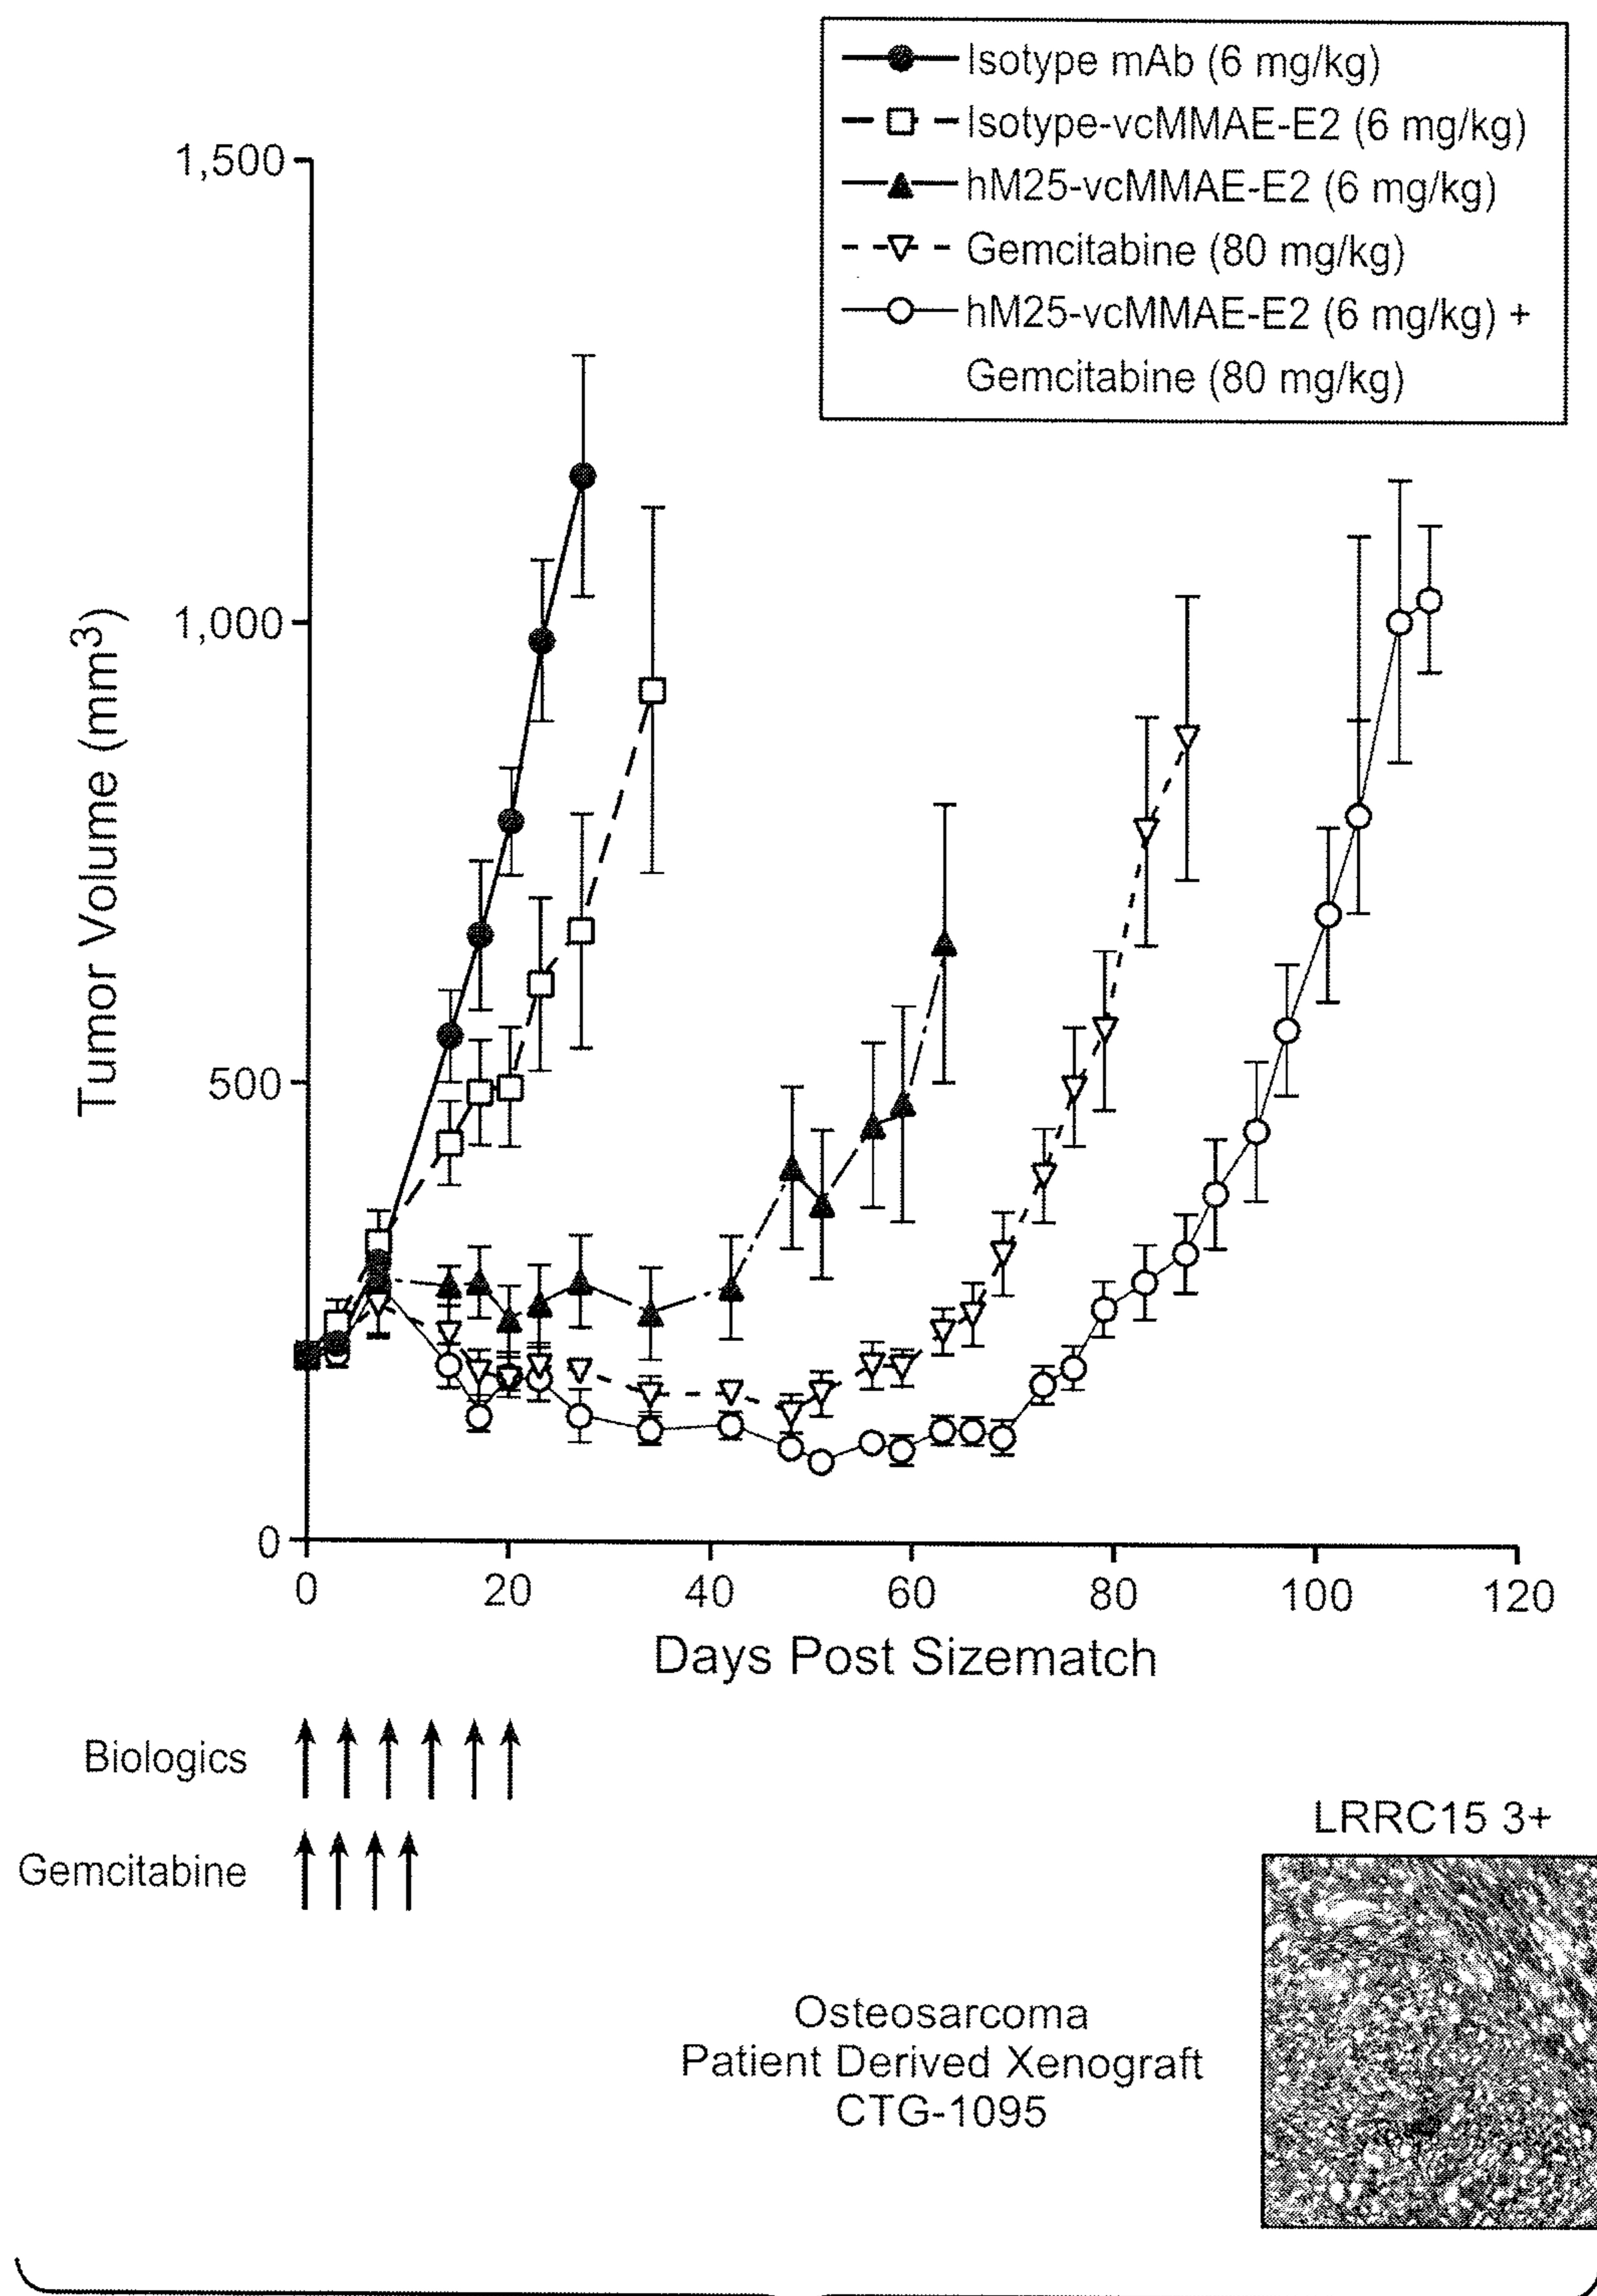 Isotype mAb (6 mg/kg)
Isotype-vcMMAE-E2 (6 mg/kg)
hM25-vcMMAE-E2 (6 mg/kg)
Gemcitabine (80 mg/kg)
hM25-vcMMAE-E2 (6 mg/kg) +
Gemcitabine (80 mg/kg)
1,500
1,000
500
0
Tumor Volume (mm³)
0 20 40 60 80 100 120
Days Post Sizematch
Biologics
Gemcitabine
LRRC15 3+
Osteosarcoma
Patient Derived Xenograft
CTG-1095